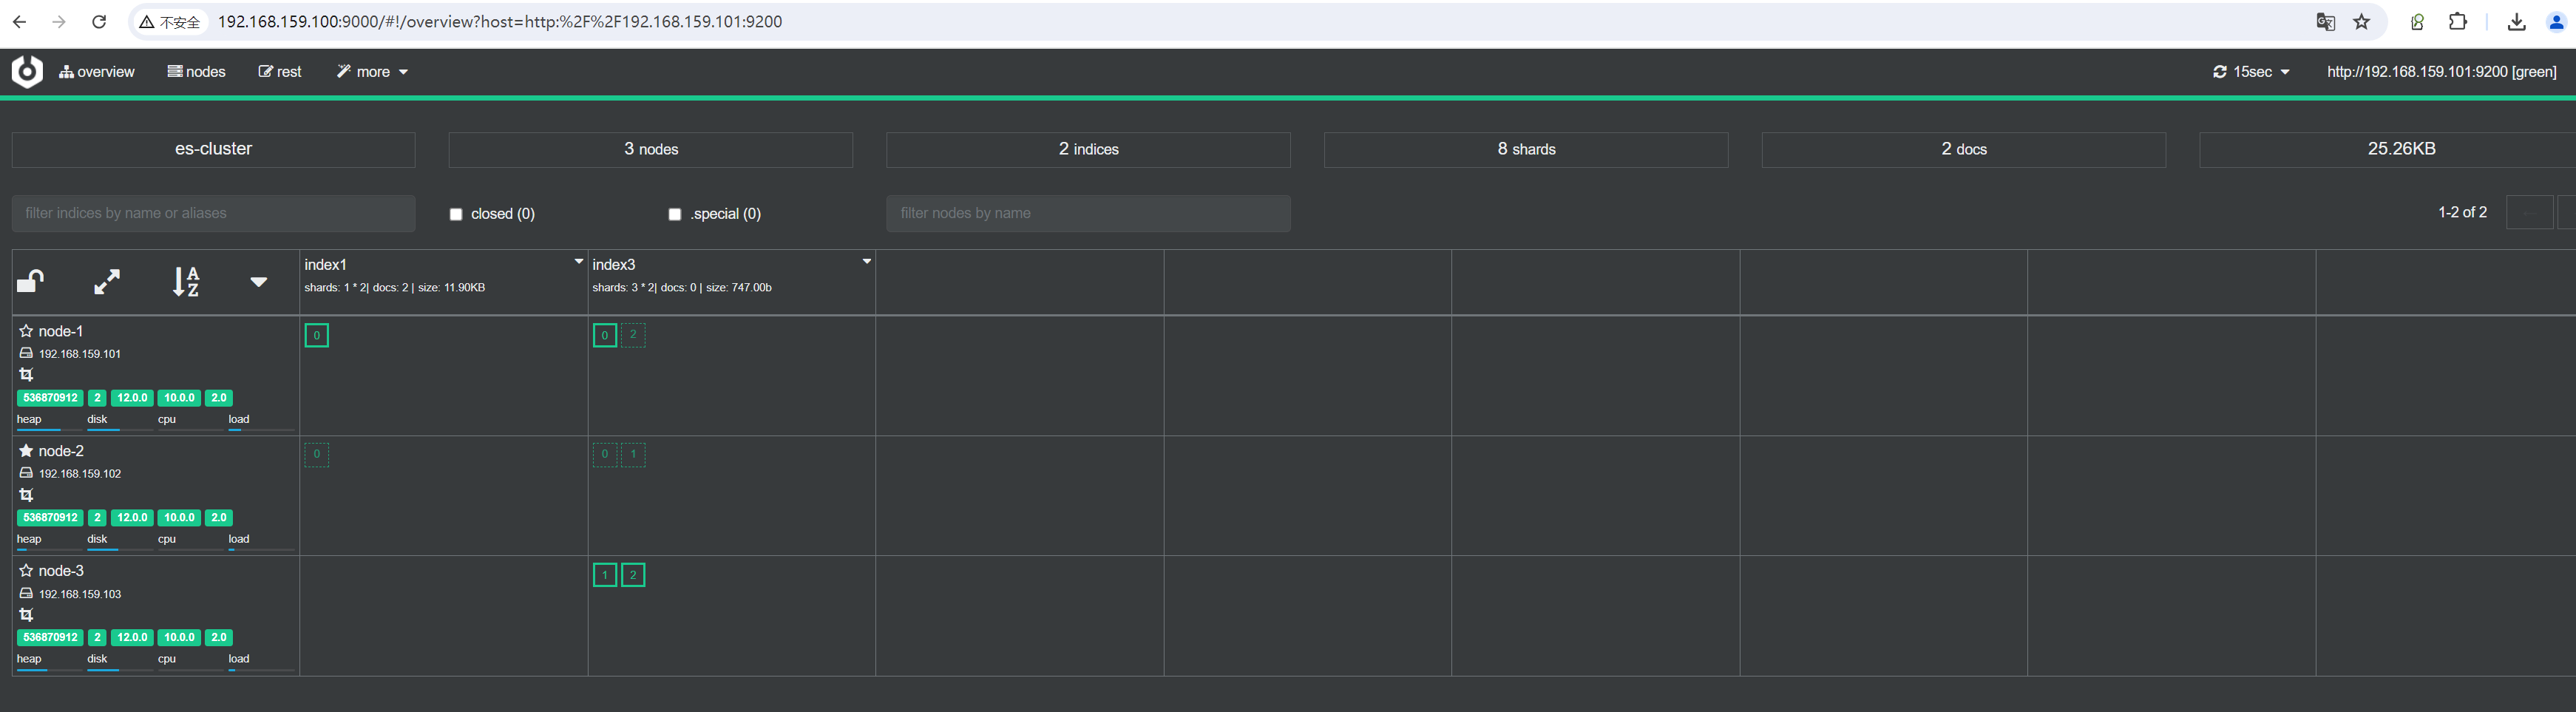 不安全 192.168.159.100:9000/#!/overview?host=http:%2F%2F192.168.159.101:9200
overview nodes rest more 15sec http://192.168.159.101:9200 [green]
es-cluster 3 nodes 2 indices 8 shards 2 docs 25.26KB
filter indices by name or aliases closed (0) .special (0) filter nodes by name 1-2 of 2
index1 index3
shards: 1 * 2| docs: 2 | size: 11.90KB shards: 3 * 2| docs: 0 | size: 747.00b
node-1 0 0 2
192.168.159.101
536870912 2 12.0.0 10.0.0 2.0
heap disk cpu load
node-2 0 0 1
192.168.159.102
536870912 2 12.0.0 10.0.0 2.0
heap disk cpu load
node-3 1 2
192.168.159.103
536870912 2 12.0.0 10.0.0 2.0
heap disk cpu load